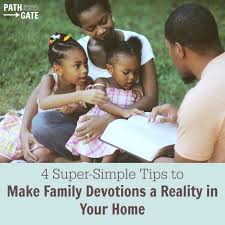 PATH
GATE
4 Super-Simple Tips to
Make Family Devotions a Reality in
Your Home